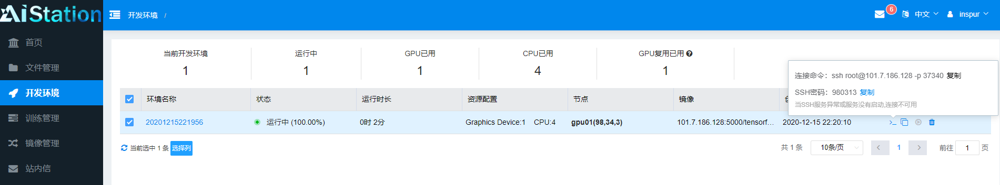 AiStation
开发环境 /
6
中文
inspur
首页
文件管理
开发环境
训练管理
镜像管理
站内信
当前开发环境
1
运行中
1
GPU已用
1
CPU已用
4
GPU复用已用
1
连接命令：ssh root@101.7.186.128 -p 37340 复制
SSH密码：980313 复制
当SSH服务异常或服务没有启动,连接不可用
环境名称 状态 运行时长 资源配置 节点 镜像
20201215221956 运行中 (100.00%) 0时 2分 Graphics Device:1 CPU:4 gpu01(98,34,3) 101.7.186.128:5000/tensorf... 2020-12-15 22:20:10
当前选中 1 条 选择列
共 1 条 10条/页 1 前往 1 页